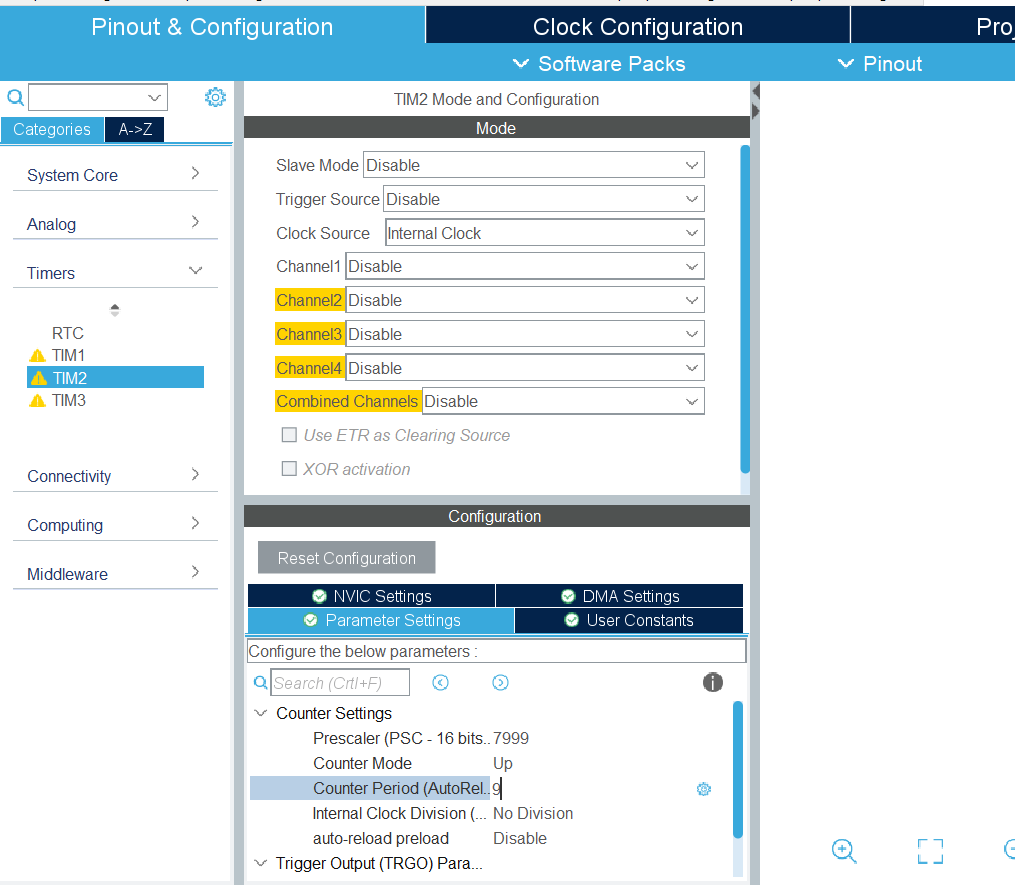 Pinout & Configuration
Clock Configuration
Pro
Software Packs
Pinout
Categories
A->Z
System Core
Analog
Timers
RTC
TIM1
TIM2
TIM3
Connectivity
Computing
Middleware
TIM2 Mode and Configuration
Mode
Slave Mode Disable
Trigger Source Disable
Clock Source Internal Clock
Channel1 Disable
Channel2 Disable
Channel3 Disable
Channel4 Disable
Combined Channels Disable
Use ETR as Clearing Source
XOR activation
Configuration
Reset Configuration
NVIC Settings
DMA Settings
Parameter Settings
User Constants
Configure the below parameters :
Search (Crtl+F)
Counter Settings
Prescaler (PSC - 16 bits.. 7999
Counter Mode Up
Counter Period (AutoRel.. 9
Internal Clock Division (... No Division
auto-reload preload Disable
Trigger Output (TRGO) Para...